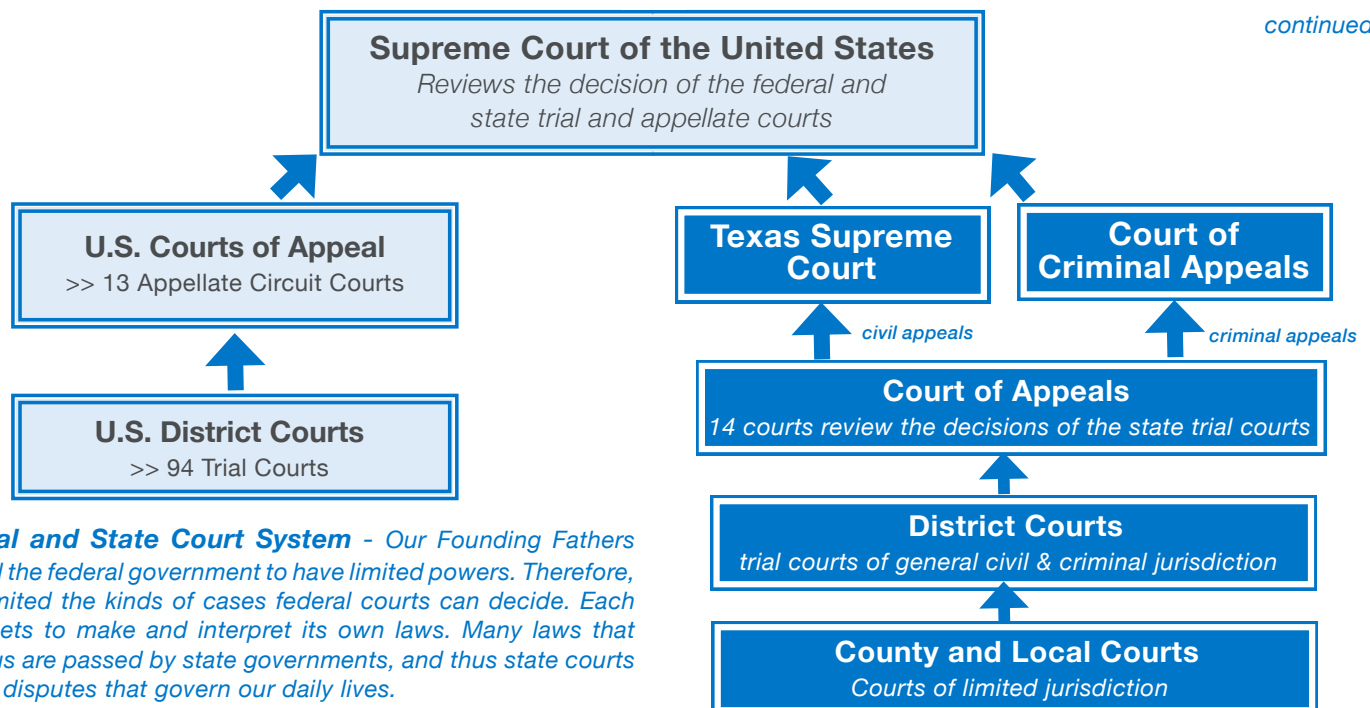 continued
Supreme Court of the United States
Reviews the decision of the federal and
state trial and appellate courts
U.S. Courts of Appeal
>> 13 Appellate Circuit Courts
Texas Supreme
Court
Court of
Criminal Appeals
civil appeals
criminal appeals
U.S. District Courts
>> 94 Trial Courts
Court of Appeals
14 courts review the decisions of the state trial courts
District Courts
trial courts of general civil & criminal jurisdiction
County and Local Courts
Courts of limited jurisdiction
al and State Court System - Our Founding Fathers
the federal government to have limited powers. Therefore,
mited the kinds of cases federal courts can decide. Each
ets to make and interpret its own laws. Many laws that
us are passed by state governments, and thus state courts
disputes that govern our daily lives.